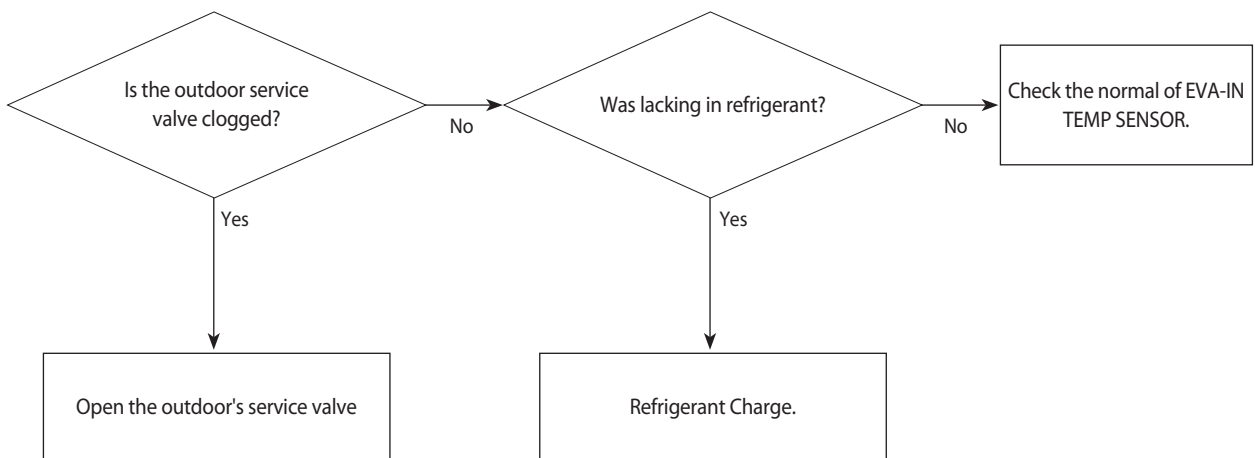 Is the outdoor service
valve clogged?
No
Was lacking in refrigerant?
No
Check the normal of EVA-IN
TEMP SENSOR.
Yes
Yes
Open the outdoor's service valve
Refrigerant Charge.